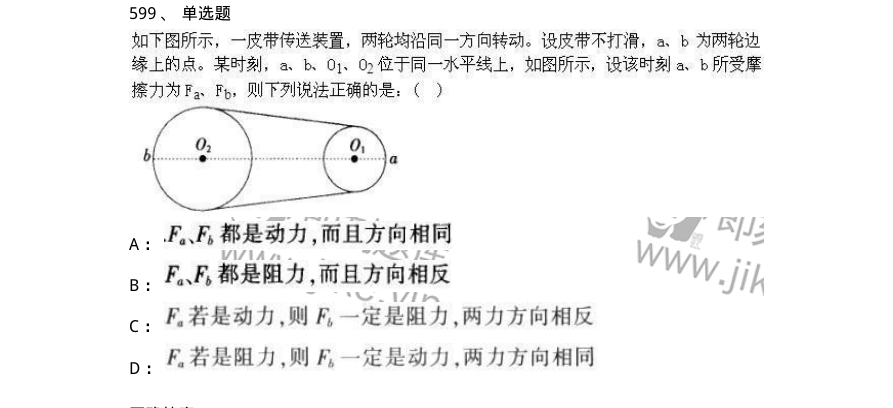 599 、 单选题
如下图所示，一皮带传送装置，两轮均沿同一方向转动。设皮带不打滑，a、b 为两轮边
缘上的点。某时刻，a、b、O₁、O₂ 位于同一水平线上，如图所示，设该时刻 a、b 所受摩
擦力为 Fₐ、F_b，则下列说法正确的是：（ ）
b O₂ O₁ a
A： Fₐ、F_b 都是动力，而且方向相同
B： Fₐ、F_b 都是阻力，而且方向相反
C： Fₐ 若是动力，则 F_b 一定是阻力，两力方向相反
D： Fₐ 若是阻力，则 F_b 一定是动力，两力方向相同
www.jik